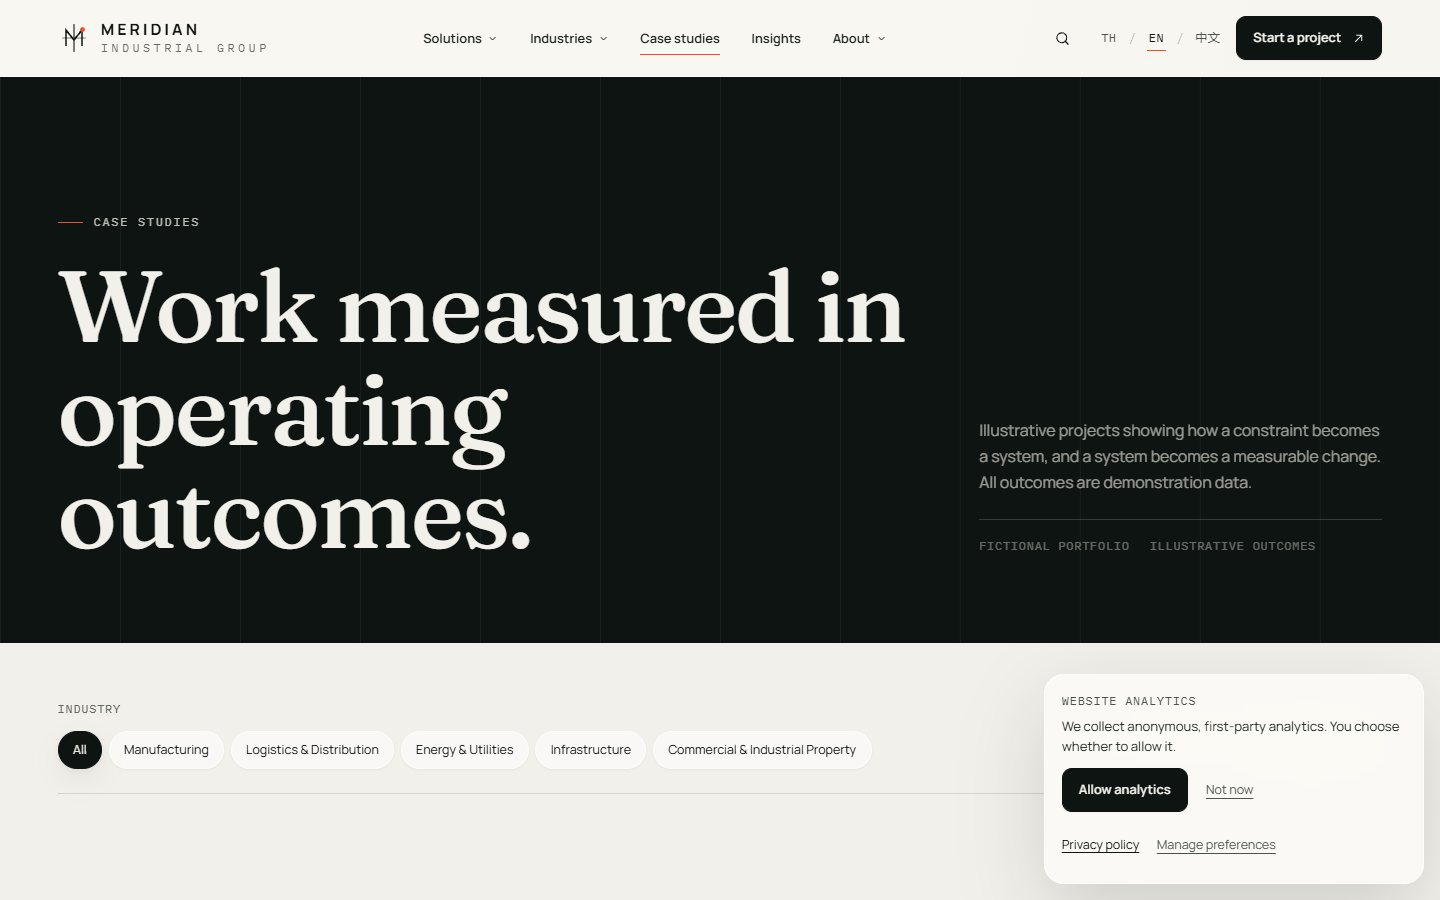 MERIDIAN
INDUSTRIAL GROUP
Solutions
Industries
Case studies
Insights
About
TH / EN / 中文
Start a project
CASE STUDIES
Work measured in
operating
outcomes.
Illustrative projects showing how a constraint becomes
a system, and a system becomes a measurable change.
All outcomes are demonstration data.
FICTIONAL PORTFOLIO ILLUSTRATIVE OUTCOMES
INDUSTRY
All
Manufacturing
Logistics & Distribution
Energy & Utilities
Infrastructure
Commercial & Industrial Property
WEBSITE ANALYTICS
We collect anonymous, first-party analytics. You choose
whether to allow it.
Allow analytics
Not now
Privacy policy
Manage preferences